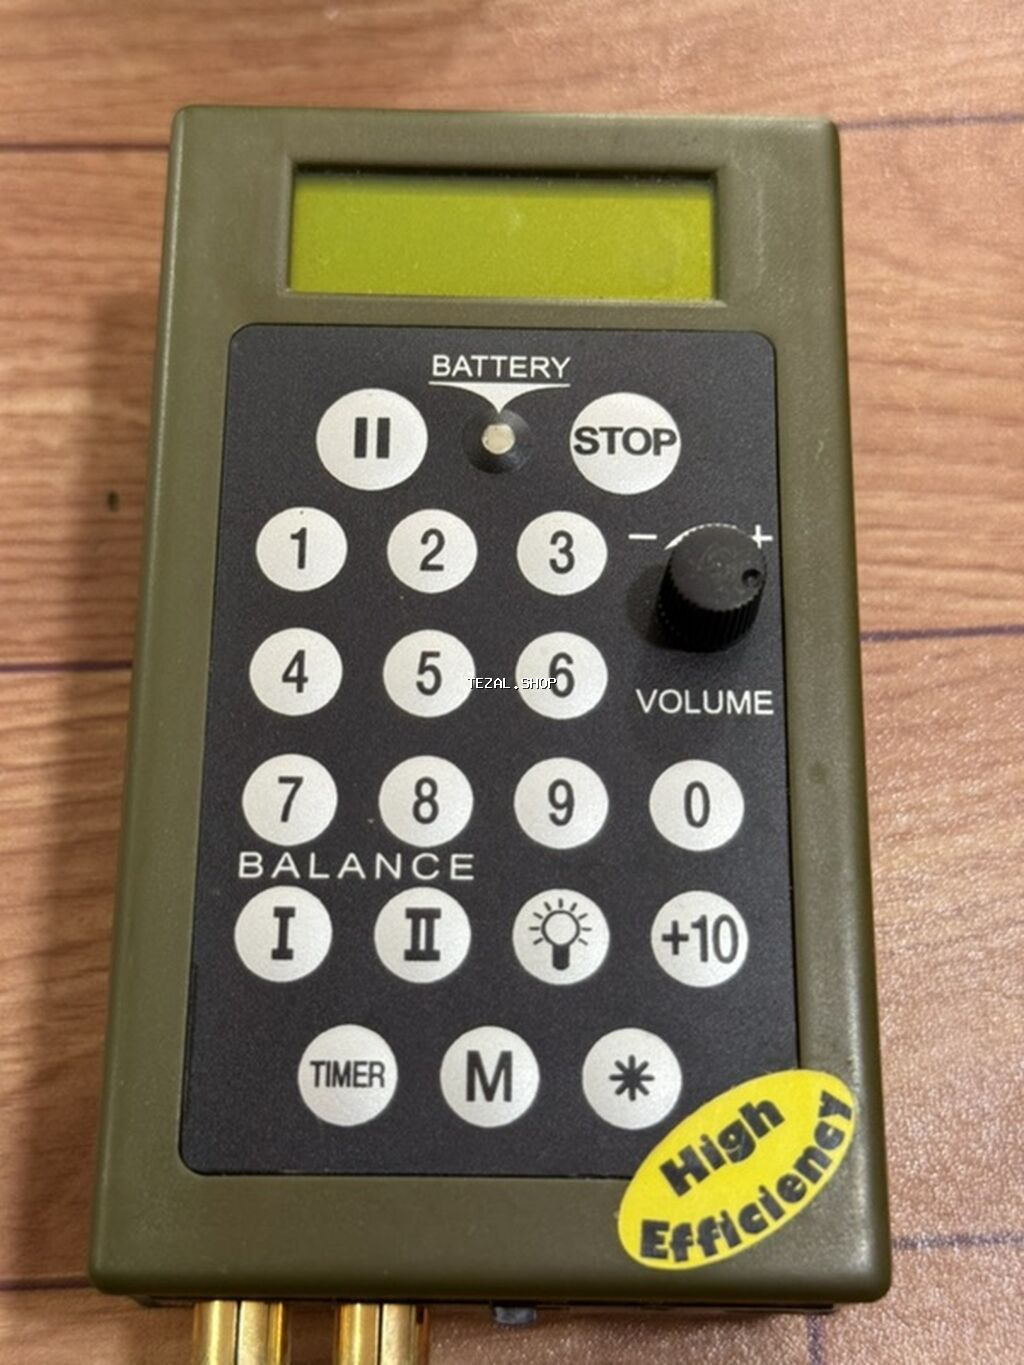 BATTERY
STOP
1 2 3
- +
4 5 6
TEZAL.SHOP
VOLUME
7 8 9 0
BALANCE
I II +10
TIMER M *
High
Efficiency